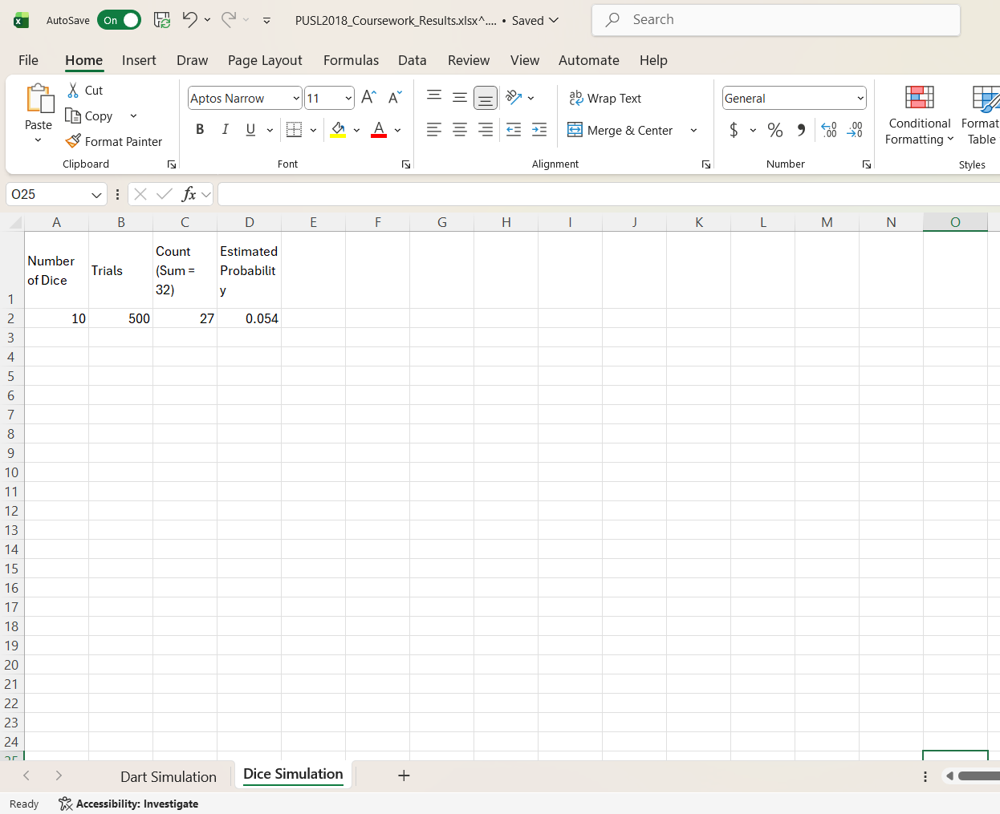 AutoSave On PUSL2018_Coursework_Results.xlsx^.... • Saved Search
File Home Insert Draw Page Layout Formulas Data Review View Automate Help
Paste
Cut
Copy
Format Painter
Clipboard
Aptos Narrow 11
B I U A
Font
Wrap Text
Merge & Center
Alignment
General
$ % 9 .00
Number
Conditional
Formatting
Format
Table
Styles
O25 fx
A B C D E F G H I J K L M N O
1 Number of Dice Trials Count (Sum = 32) Estimated Probability
2 10 500 27 0.054
3
4
5
6
7
8
9
10
11
12
13
14
15
16
17
18
19
20
21
22
23
24
25
Dart Simulation Dice Simulation
Ready Accessibility: Investigate